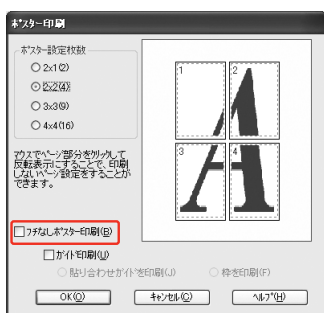 ポスター印刷
ポスター設定枚数
2x1(2)
2x2(4)
3x3(9)
4x4(16)
マウスでページ部分をクリックして
反転表示にすることで、印刷
しないページ設定をすることが
できます。
1
2
3
4
フチなしポスター印刷(B)
ガイド印刷(U)
貼り合わせガイドを印刷(J)
枠を印刷(F)
OK(O)
キャンセル(C)
ヘルプ(H)